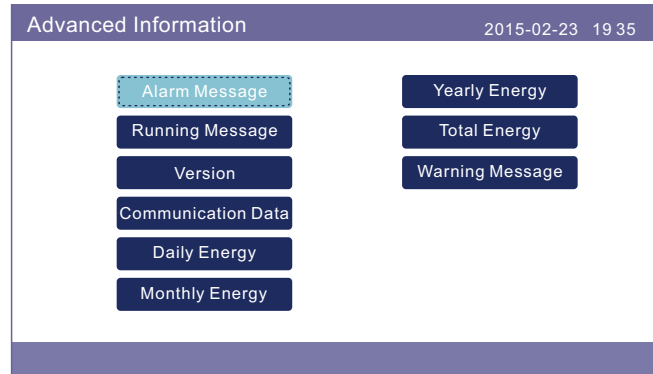 Advanced Information
2015-02-23 19 35
Alarm Message
Running Message
Version
Communication Data
Daily Energy
Monthly Energy
Yearly Energy
Total Energy
Warning Message